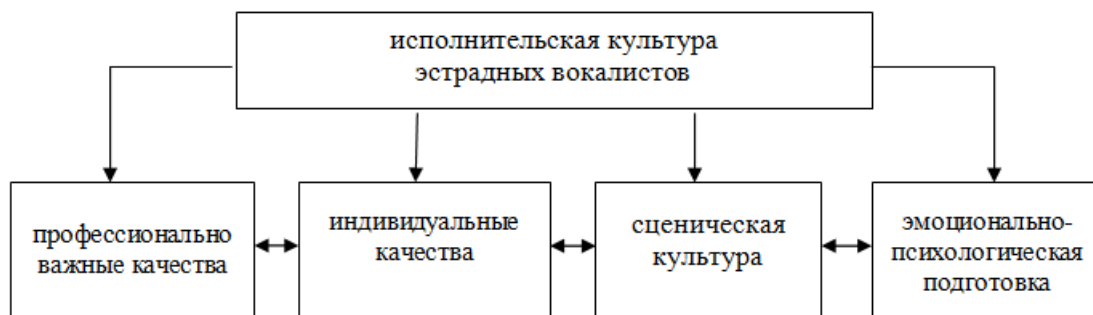 исполнительская культура
эстрадных вокалистов
профессионально
важные качества
индивидуальные
качества
сценическая
культура
эмоционально-
психологическая
подготовка